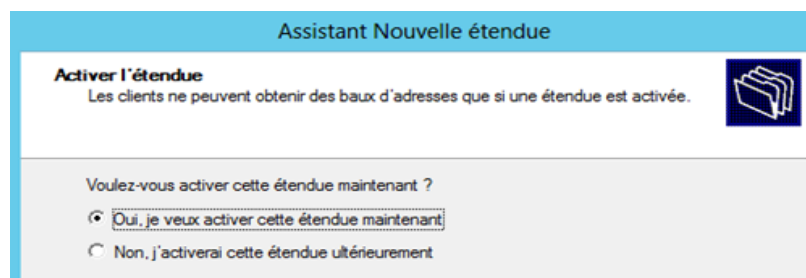 Assistant Nouvelle étendue
Activer l'étendue
Les clients ne peuvent obtenir des baux d'adresses que si une étendue est activée.
Voulez-vous activer cette étendue maintenant ?
Oui, je veux activer cette étendue maintenant
Non, j'activerai cette étendue ultérieurement